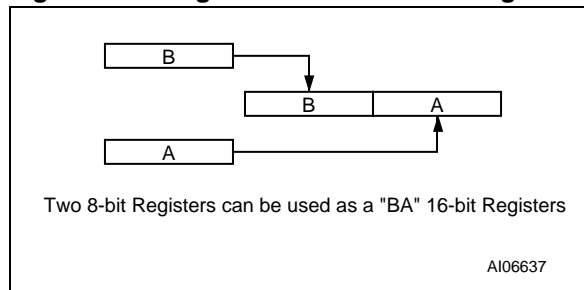 B
B A
A
Two 8-bit Registers can be used as a "BA" 16-bit Registers
AI06637